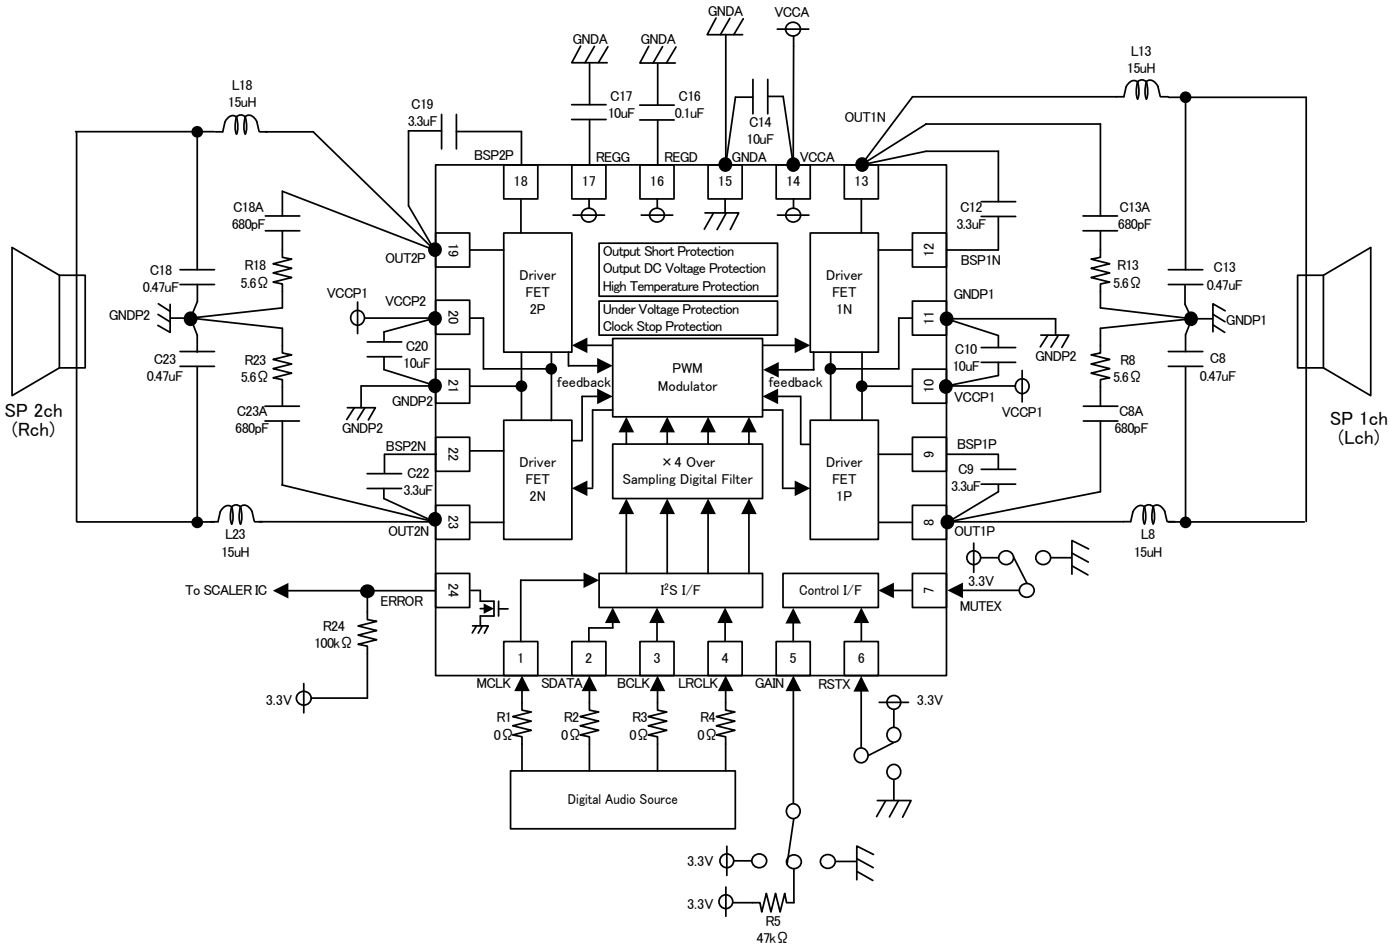 GNDA
VCCA
GNDA
GNDA
L13
15uH
L18
15uH
C19
3.3uF
C17
10uF
C16
0.1uF
C14
10uF
OUT1N
BSP2P
REGG
REGD
GNDA
VCCA
18
17
16
15
14
13
C18A
680pF
C12
3.3uF
C13A
680pF
19
OUT2P
Driver
FET
2P
Output Short Protection
Output DC Voltage Protection
High Temperature Protection
Under Voltage Protection
Clock Stop Protection
Driver
FET
1N
12
BSP1N
C18
0.47uF
R18
5.6Ω
R13
5.6Ω
C13
0.47uF
VCCP1
VCCP2
20
GNDP1
11
GNDP2
GNDP1
C20
10uF
C10
10uF
GNDP2
C23
0.47uF
R23
5.6Ω
R8
5.6Ω
C8
0.47uF
PWM
Modulator
feedback
feedback
21
GNDP2
10
VCCP1
VCCP1
SP 2ch
(Rch)
SP 1ch
(Lch)
C23A
680pF
GNDP2
C8A
680pF
BSP2N
22
9
BSP1P
C22
3.3uF
C9
3.3uF
Driver
FET
2N
×4 Over
Sampling Digital Filter
Driver
FET
1P
OUT2N
23
8
OUT1P
L23
15uH
L8
15uH
To SCALER IC
ERROR
24
I²S I/F
Control I/F
7
3.3V
MUTEX
R24
100kΩ
3.3V
1
2
3
4
5
6
MCLK
SDATA
BCLK
LRCLK
GAIN
RSTX
R1
0Ω
R2
0Ω
R3
0Ω
R4
0Ω
3.3V
Digital Audio Source
3.3V
3.3V
R5
47kΩ